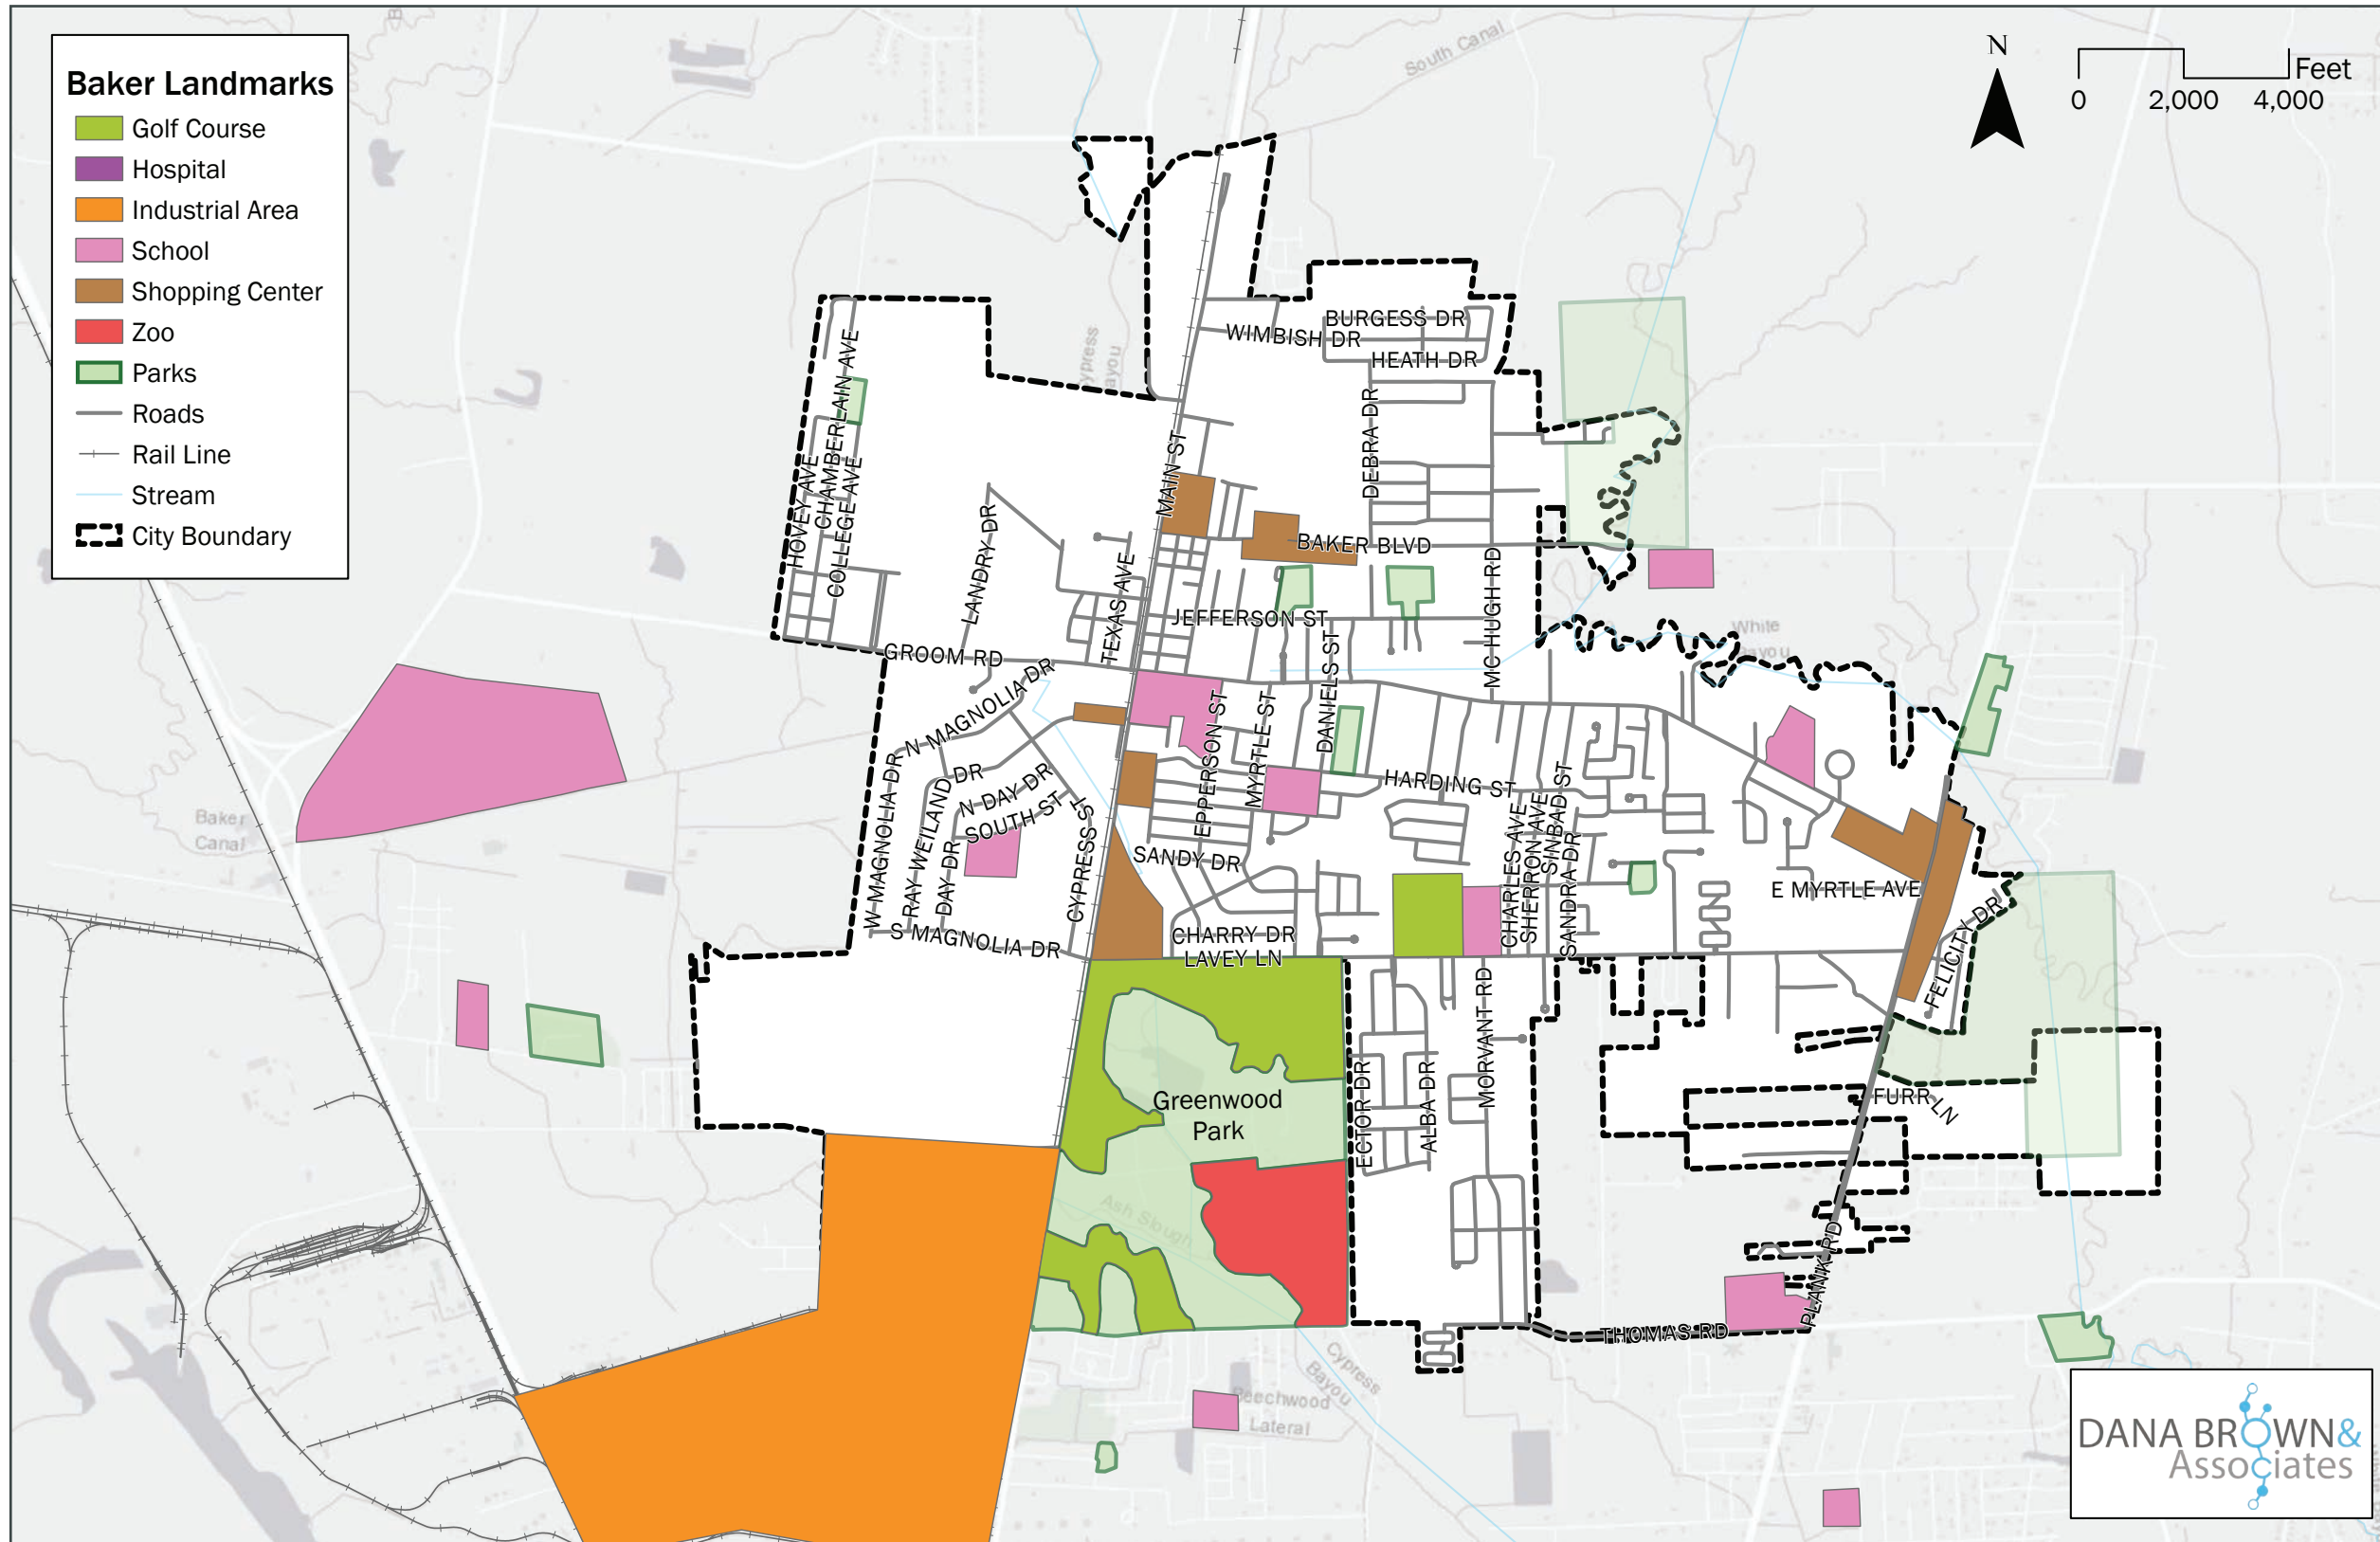 Baker Landmarks
Golf Course
Hospital
Industrial Area
School
Shopping Center
Zoo
Parks
Roads
Rail Line
Stream
City Boundary
N
Feet
0 2,000 4,000
South Canal
Cypress
Bayou
BURGESS DR
WIMBISH DR
HEATH DR
DEBRA DR
MAIN ST
HOVEY AVE
CHAMBERLAIN AVE
COLLEGE AVE
LANDRY DR
TEXAS AVE
BAKER BLVD
JEFFERSON ST
MC HUGH RD
GROOM RD
White
Bayou
N MAGNOLIA DR
W MAGNOLIA DR
RAY WEILAND DR
N DAY DR
SOUTH ST
DAY DR
CYPRESS ST
S MAGNOLIA DR
EPPERSON ST
MYRTLE ST
DANIELS ST
HARDING ST
SANDY DR
CHARRY DR
LAVEY LN
CHARLES AVE
SHERRON AVE
SINBAD ST
SANDRA DR
E MYRTLE AVE
FELICITY DR
Baker
Canal
Greenwood
Park
Ash Slough
ECTOR DR
ALBA DR
MORVANT RD
FURR LN
PLANK RD
THOMAS RD
Cypress
Bayou
Beechwood
Lateral
DANA BROWN&
Associates